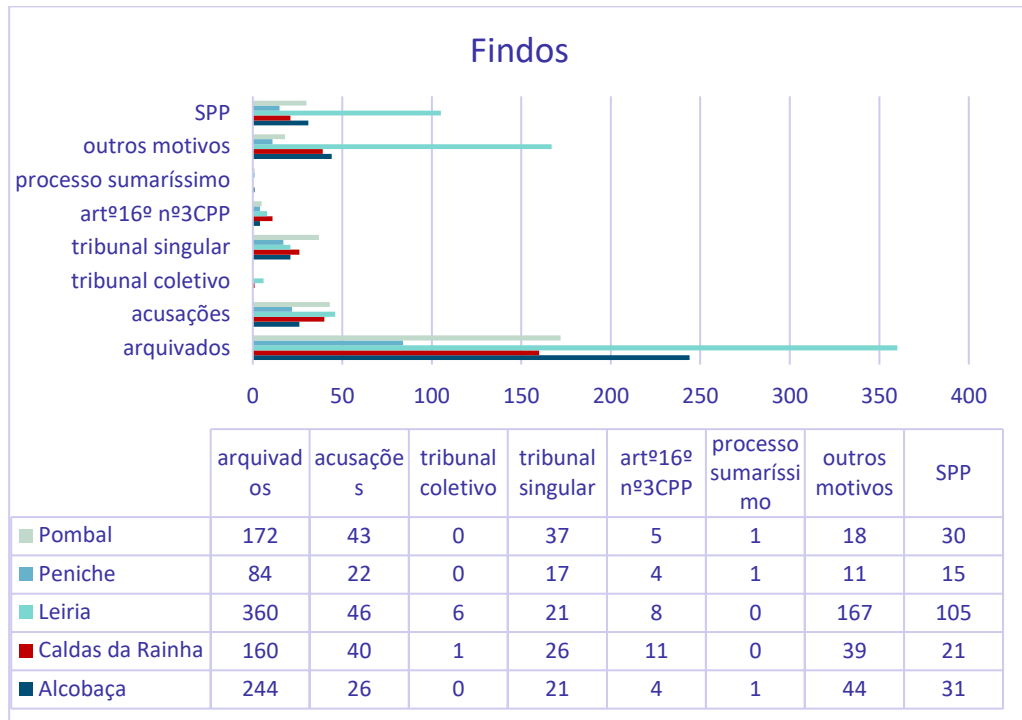 Findos
SPP
outros motivos
processo sumaríssimo
artº16º nº3CPP
tribunal singular
tribunal coletivo
acusações
arquivados
0 50 100 150 200 250 300 350 400
arquivad
os
acusaçõe
s
tribunal
coletivo
tribunal
singular
artº16º
nº3CPP
processo
sumaríssi
mo
outros
motivos
SPP
Pombal 172 43 0 37 5 1 18 30
Peniche 84 22 0 17 4 1 11 15
Leiria 360 46 6 21 8 0 167 105
Caldas da Rainha 160 40 1 26 11 0 39 21
Alcobaça 244 26 0 21 4 1 44 31